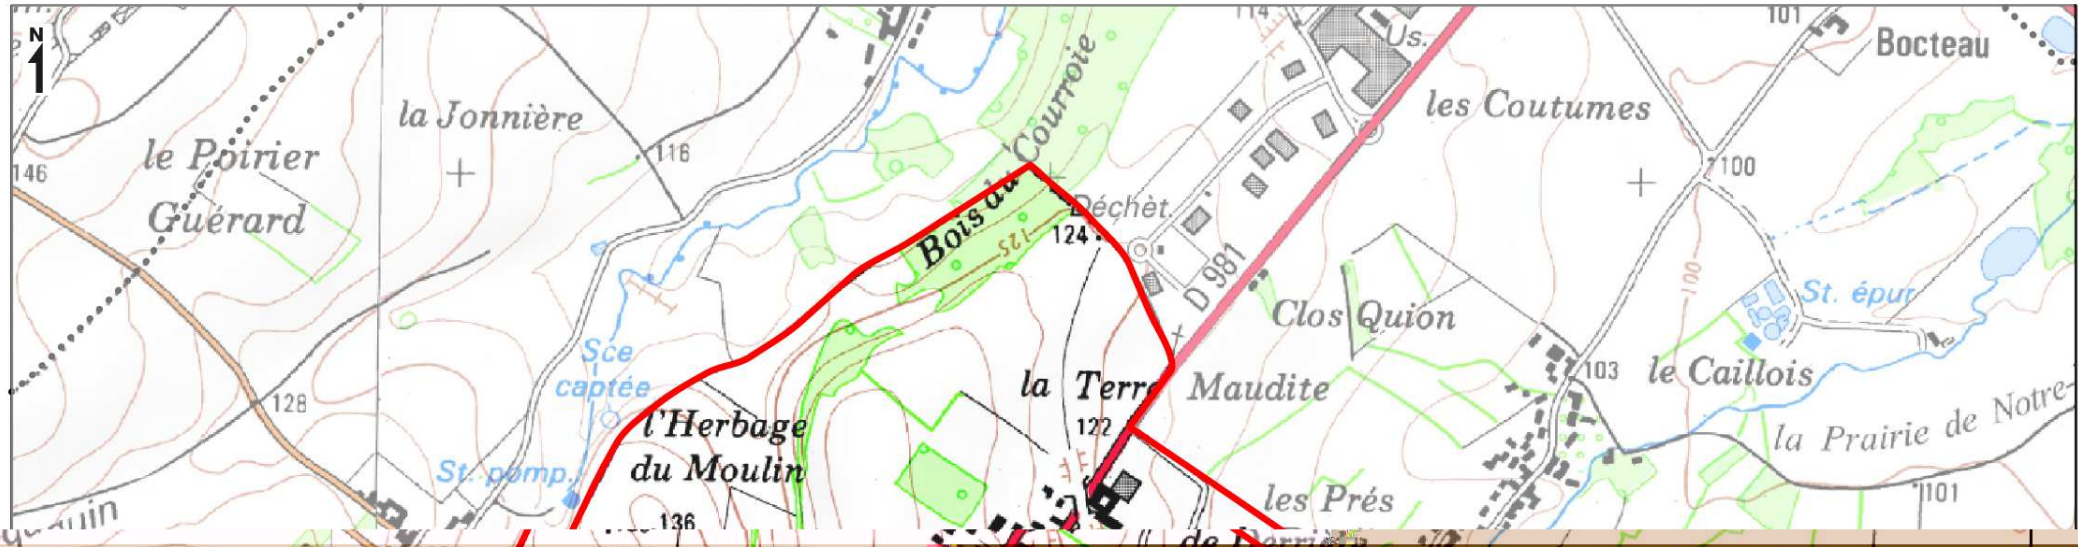 N
114
101
Us.
Bocteau
la Jonnière
Courroie
les Coutumes
le Poirier
Guérard
116
146
100
Bois du
Déchèt.
124
125
D 981
100
St. épur
Clos Quion
Sce
captée
128
la Terre Maudite
103
le Caillois
l'Herbage
du Moulin
122
la Prairie de Notre-
St. pomp.
les Prés
101
136